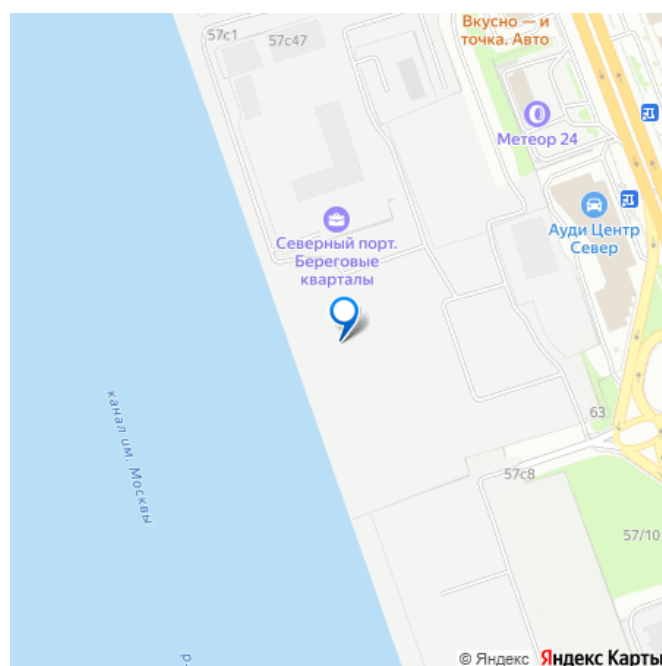 57с1
57с47
Вкусно — и
точка. Авто
Метеор 24
Ауди Центр
Север
Северный порт.
Береговые
кварталы
канал им. Москвы
63
57с8
57/10
р-
© Яндекс Яндекс Карты